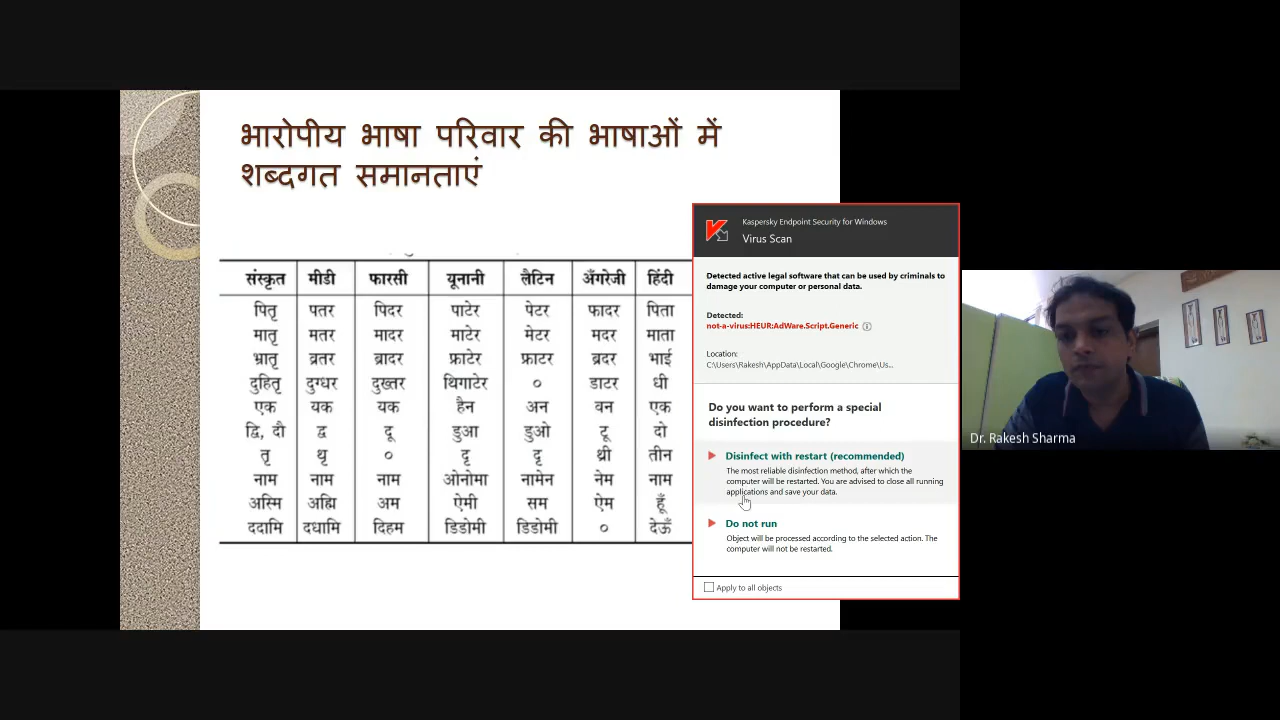 भारोपीय भाषा परिवार की भाषाओं में
शब्दगत समानताएं
संस्कृत मीडी फारसी यूनानी लैटिन अँगरेजी हिंदी
पितृ पतर पिदर पाटेर पेटर फादर पिता
मातृ मतर मादर माटेर मेटर मदर माता
भ्रातृ व्रतर ब्रादर फ्राटेर फ्राटर ब्रदर भाई
दुहितृ दुग्धर दुख्तर थिगाटेर ० डाटर धी
एक यक यक हैन अन वन एक
द्वि, दौ द्व दू डुआ डुओ टू दो
तृ थृ ० दृ दृ थ्री तीन
नाम नाम नाम ओनोमा नामेन नेम नाम
अस्मि अह्मि अम ऐमी सम ऐम हूँ
ददामि दधामि दिहम डिडोमी डिडोमी ० देऊँ
Kaspersky Endpoint Security for Windows
Virus Scan
Detected active legal software that can be used by criminals to
damage your computer or personal data.
Detected:
not-a-virus:HEUR:AdWare.Script.Generic
Location:
C:\Users\Rakesh\AppData\Local\Google\Chrome\Us...
Do you want to perform a special
disinfection procedure?
Disinfect with restart (recommended)
The most reliable disinfection method, after which the
computer will be restarted. You are advised to close all running
applications and save your data.
Do not run
Object will be processed according to the selected action. The
computer will not be restarted.
Apply to all objects
Dr. Rakesh Sharma